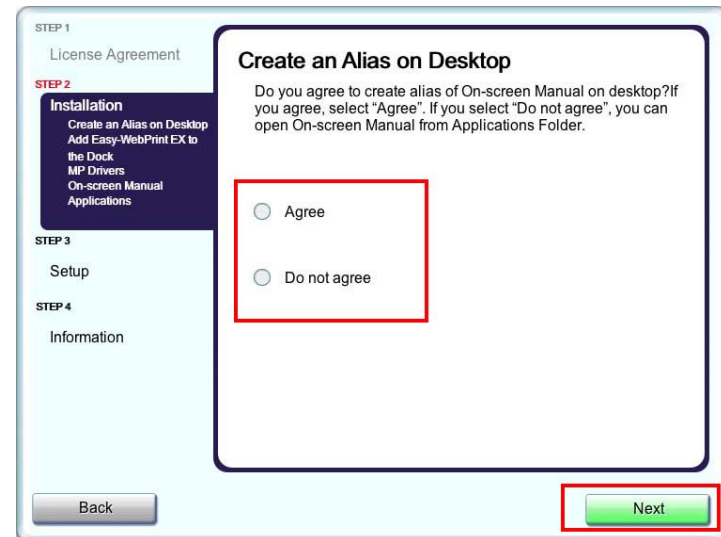 STEP 1
License Agreement
STEP 2
Installation
Create an Alias on Desktop
Add Easy-WebPrint EX to
the Dock
MP Drivers
On-screen Manual
Applications
STEP 3
Setup
STEP 4
Information
Create an Alias on Desktop
Do you agree to create alias of On-screen Manual on desktop?If
you agree, select “Agree”. If you select “Do not agree”, you can
open On-screen Manual from Applications Folder.
Agree
Do not agree
Back
Next